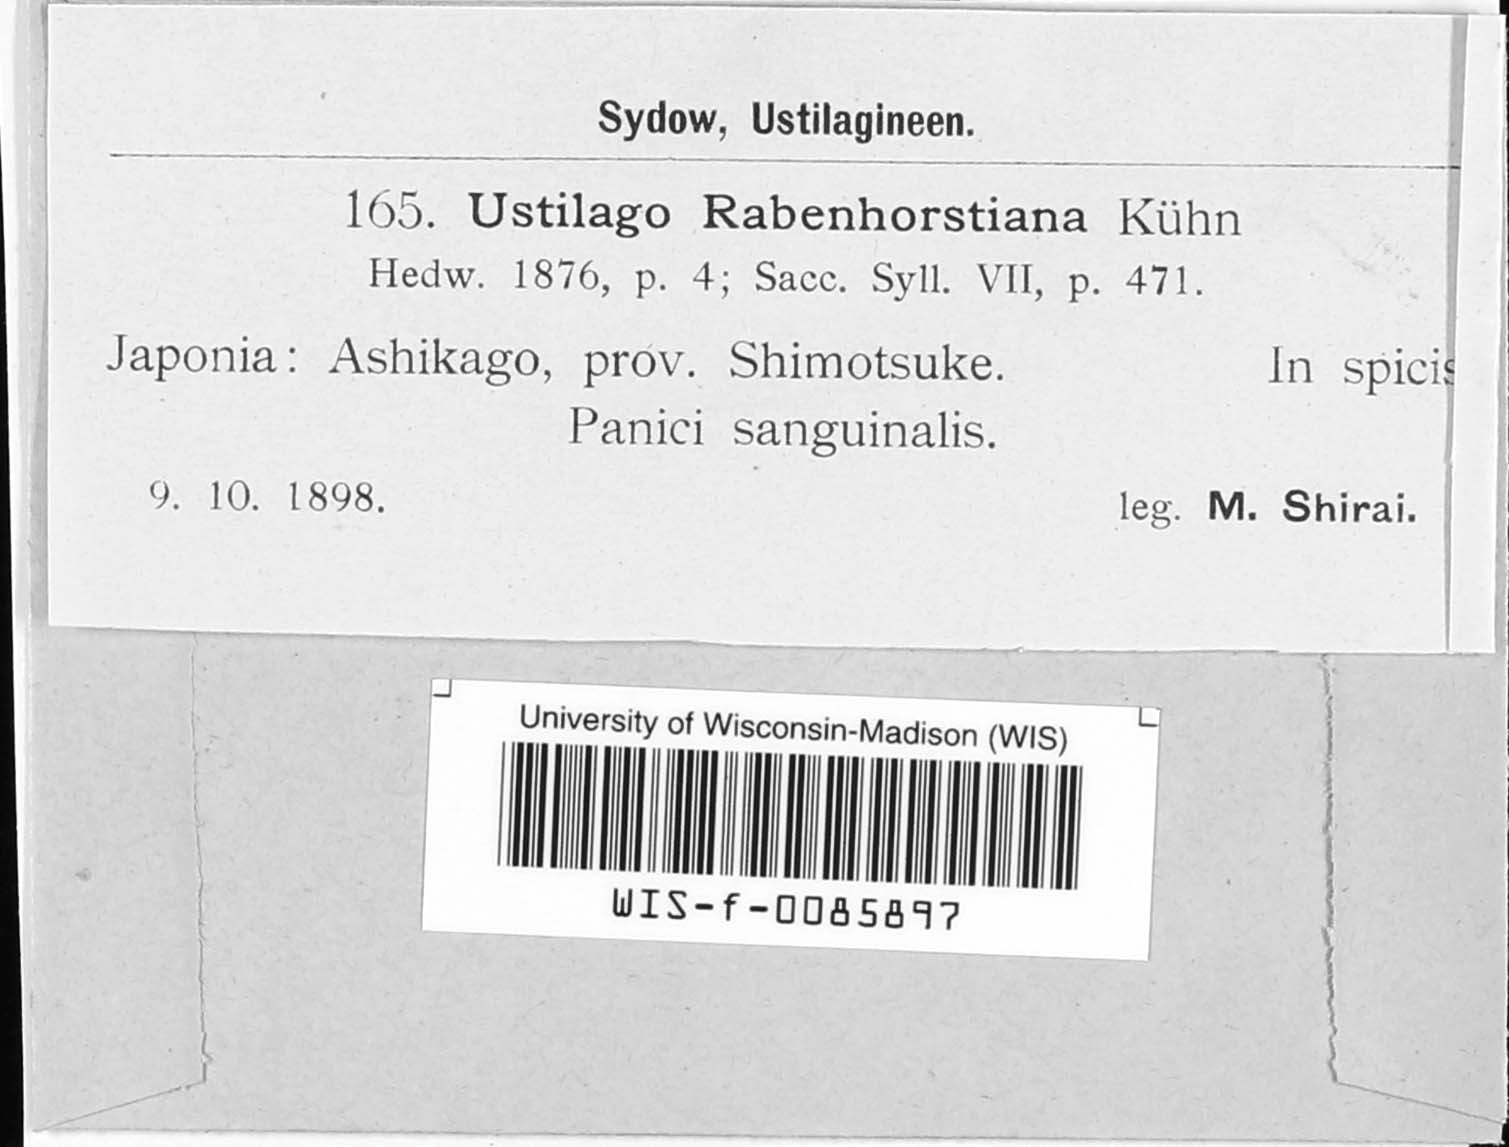 Sydow, Ustilagineen.
165. Ustilago Rabenhorstiana Kühn
Hedw. 1876, p. 4; Sacc. Syll. VII, p. 471.
Japonia: Ashikago, prov. Shimotsuke. In spicis
Panici sanguinalis.
9. 10. 1898. leg. M. Shirai.
University of Wisconsin-Madison (WIS)
WIS-f-0085897